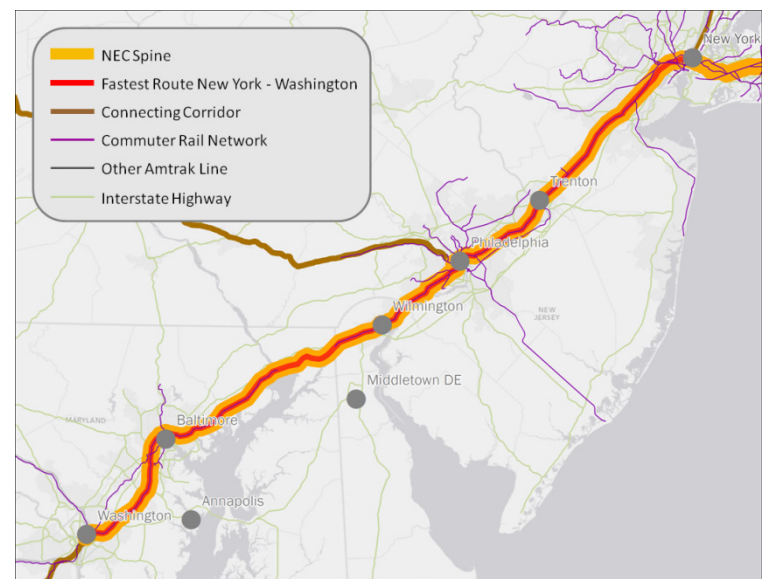 NEC Spine
Fastest Route New York - Washington
Connecting Corridor
Commuter Rail Network
Other Amtrak Line
Interstate Highway
New York
Trenton
Philadelphia
Wilmington
NEW
JERSEY
Middletown DE
MARYLAND
Baltimore
Annapolis
Washington